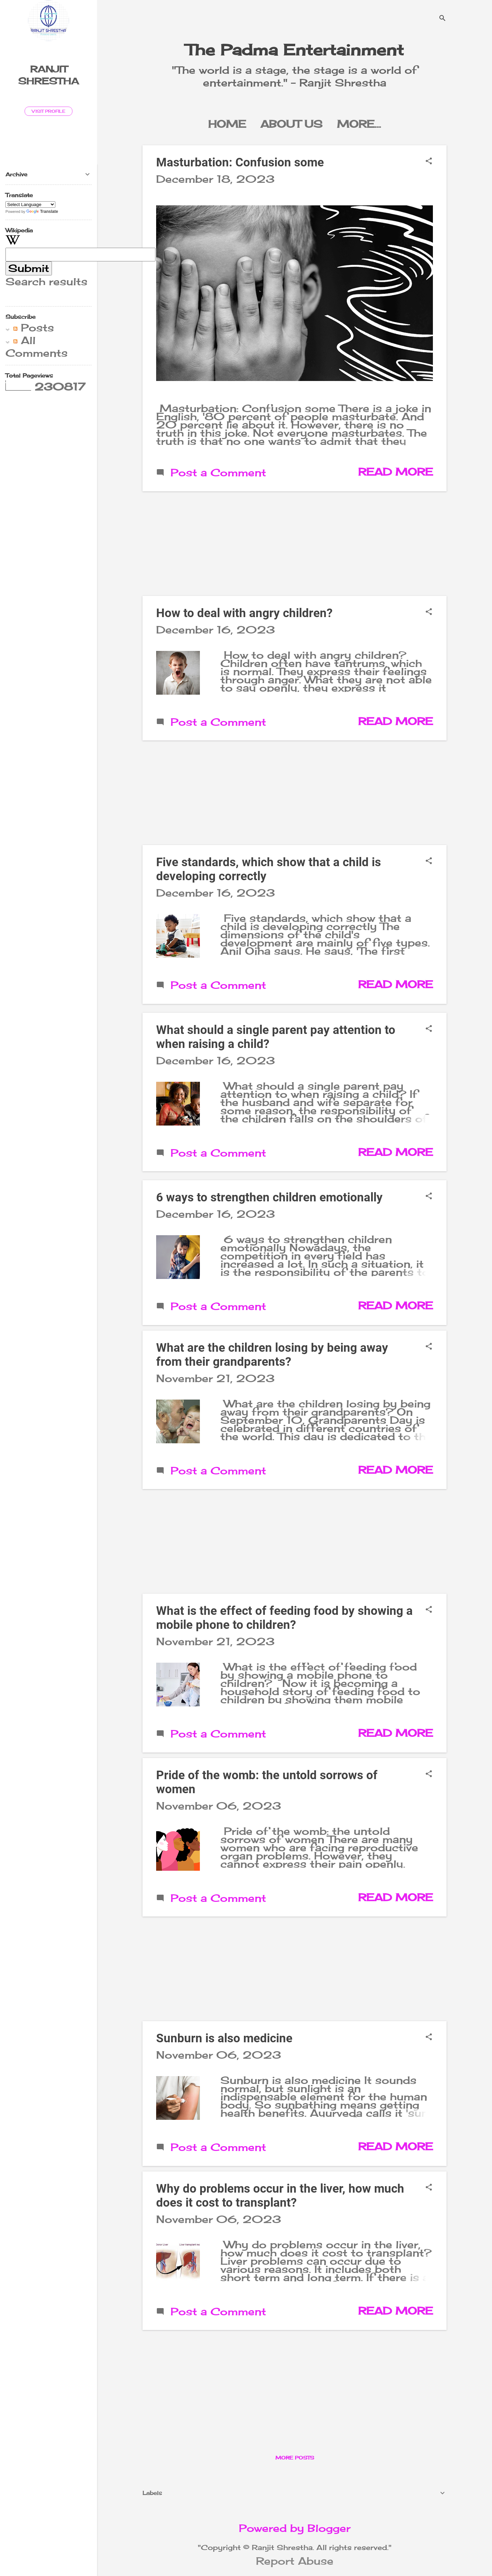 RANJIT SHRESTHA
RANJIT
SHRESTHA
VISIT PROFILE
Archive
Translate
Select Language
Powered by Google Translate
Wikipedia
W
Submit
Search results
Subscribe
Posts
All
Comments
Total Pageviews
230817
The Padma Entertainment
"The world is a stage, the stage is a world of
entertainment." - Ranjit Shrestha
HOME ABOUT US MORE…
Masturbation: Confusion some
December 18, 2023
Masturbation: Confusion some There is a joke in
English, '80 percent of people masturbate. And
20 percent lie about it. However, there is no
truth in this joke. Not everyone masturbates. The
truth is that no one wants to admit that they
Post a Comment READ MORE
How to deal with angry children?
December 16, 2023
How to deal with angry children?
Children often have tantrums, which
is normal. They express their feelings
through anger. What they are not able
to say openly, they express it
Post a Comment READ MORE
Five standards, which show that a child is
developing correctly
December 16, 2023
Five standards, which show that a
child is developing correctly The
dimensions of the child's
development are mainly of five types.
Anil Ojha says. He says, 'The first
Post a Comment READ MORE
What should a single parent pay attention to
when raising a child?
December 16, 2023
What should a single parent pay
attention to when raising a child? If
the husband and wife separate for
some reason, the responsibility of
the children falls on the shoulders of
Post a Comment READ MORE
6 ways to strengthen children emotionally
December 16, 2023
6 ways to strengthen children
emotionally Nowadays, the
competition in every field has
increased a lot. In such a situation, it
is the responsibility of the parents
Post a Comment READ MORE
What are the children losing by being away
from their grandparents?
November 21, 2023
What are the children losing by being
away from their grandparents? On
September 10, Grandparents Day is
celebrated in different countries of
the world. This day is dedicated to
Post a Comment READ MORE
What is the effect of feeding food by showing a
mobile phone to children?
November 21, 2023
What is the effect of feeding food
by showing a mobile phone to
children? Now it is becoming a
household story of feeding food to
children by showing them mobile
Post a Comment READ MORE
Pride of the womb: the untold sorrows of
women
November 06, 2023
Pride of the womb: the untold
sorrows of women There are many
women who are facing reproductive
organ problems. However, they
cannot express their pain openly.
Post a Comment READ MORE
Sunburn is also medicine
November 06, 2023
Sunburn is also medicine It sounds
normal, but sunlight is an
indispensable element for the human
body. So sunbathing means getting
health benefits. Ayurveda calls it
Post a Comment READ MORE
Why do problems occur in the liver, how much
does it cost to transplant?
November 06, 2023
Why do problems occur in the liver,
how much does it cost to transplant?
Liver problems can occur due to
various reasons. It includes both
short term and long term. If there is
Post a Comment READ MORE
MORE POSTS
Labels
Powered by Blogger
"Copyright © Ranjit Shrestha. All rights reserved."
Report Abuse